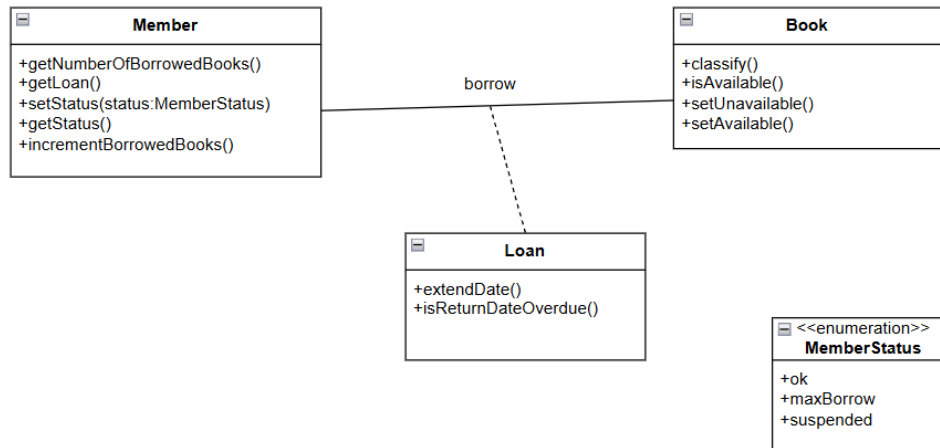 Member
+getNumberOfBorrowedBooks()
+getLoan()
+setStatus(status:MemberStatus)
+getStatus()
+incrementBorrowedBooks()
borrow
Book
+classify()
+isAvailable()
+setUnavailable()
+setAvailable()
Loan
+extendDate()
+isReturnDateOverdue()
<<enumeration>>
MemberStatus
+ok
+maxBorrow
+suspended